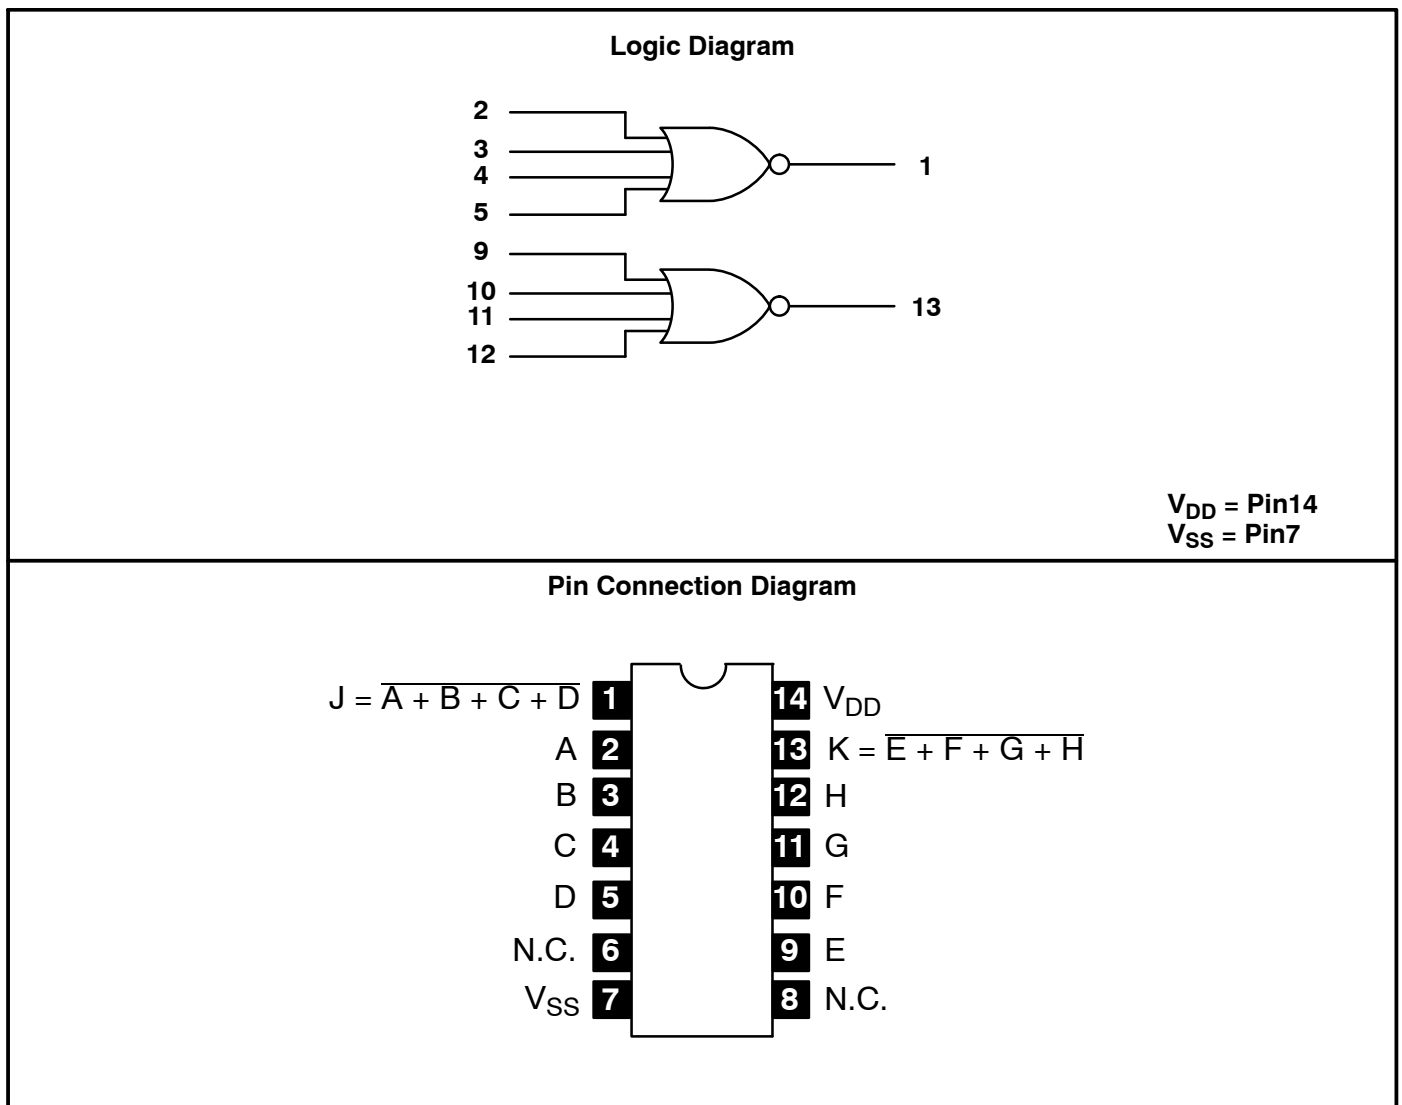 Logic Diagram
2
3
4
5
1
9
10
11
12
13
VDD = Pin14
VSS = Pin7
Pin Connection Diagram
J = A + B + C + D 1
14 VDD
A 2
13 K = E + F + G + H
B 3
12 H
C 4
11 G
D 5
10 F
N.C. 6
9 E
VSS 7
8 N.C.